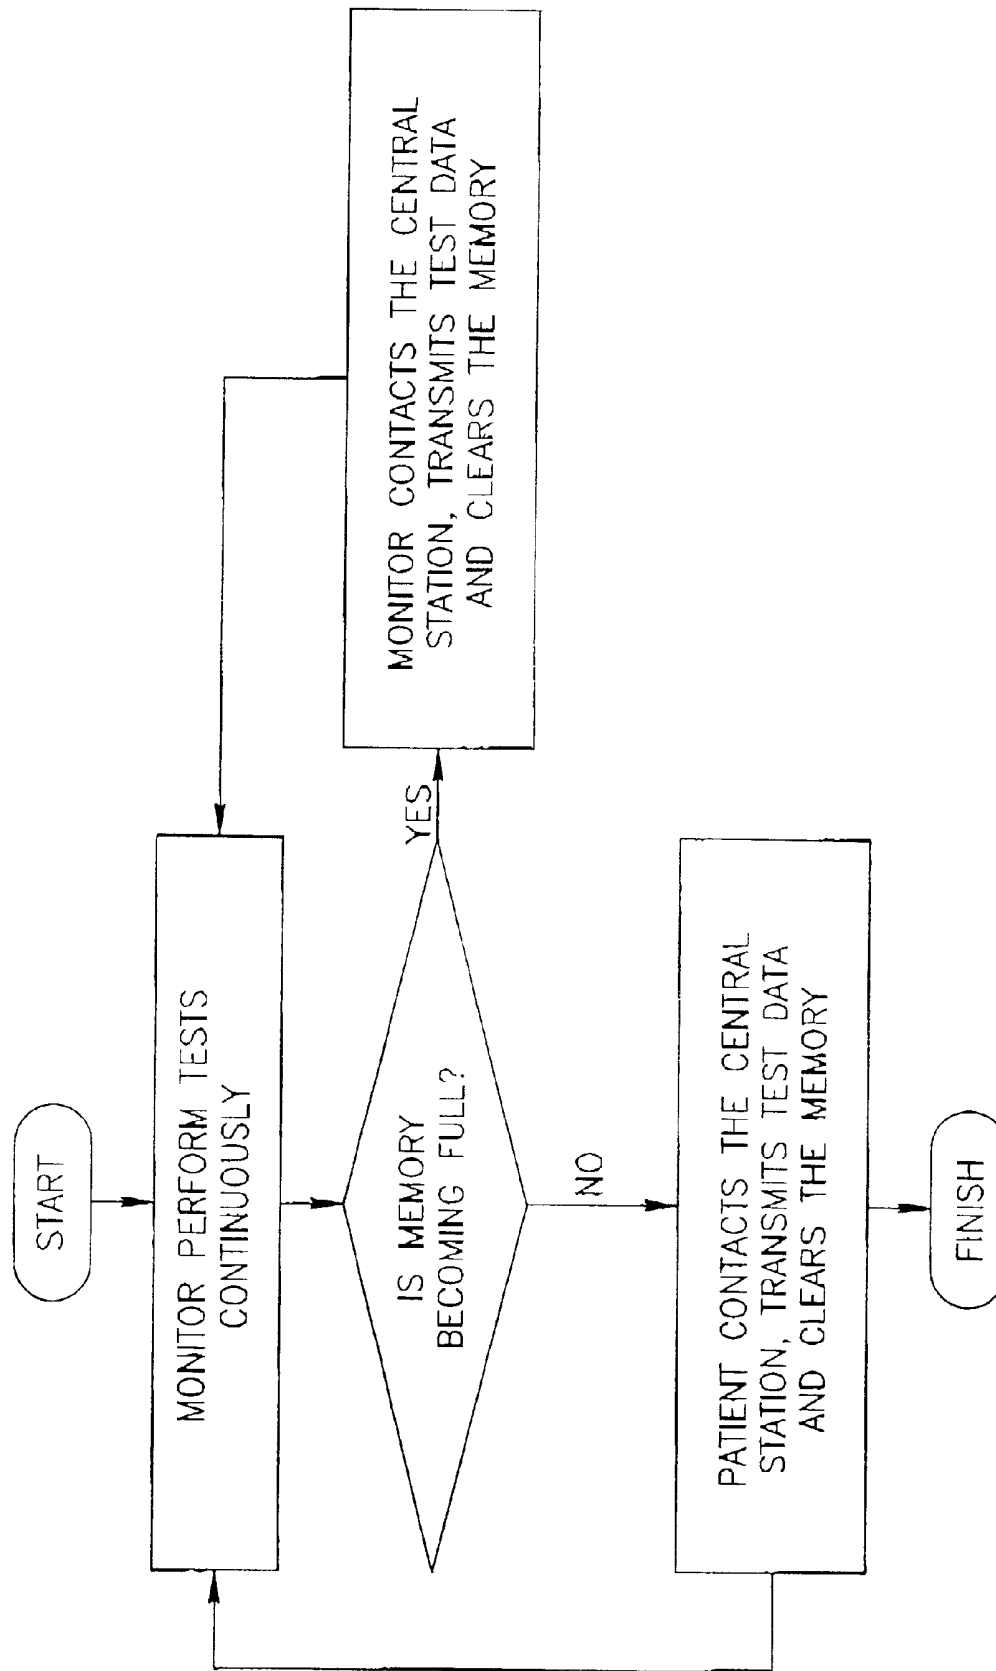 START
MONITOR PERFORM TESTS
CONTINUOUSLY
IS MEMORY
BECOMING FULL?
YES
MONITOR CONTACTS THE CENTRAL
STATION, TRANSMITS TEST DATA
AND CLEARS THE MEMORY
NO
PATIENT CONTACTS THE CENTRAL
STATION, TRANSMITS TEST DATA
AND CLEARS THE MEMORY
FINISH